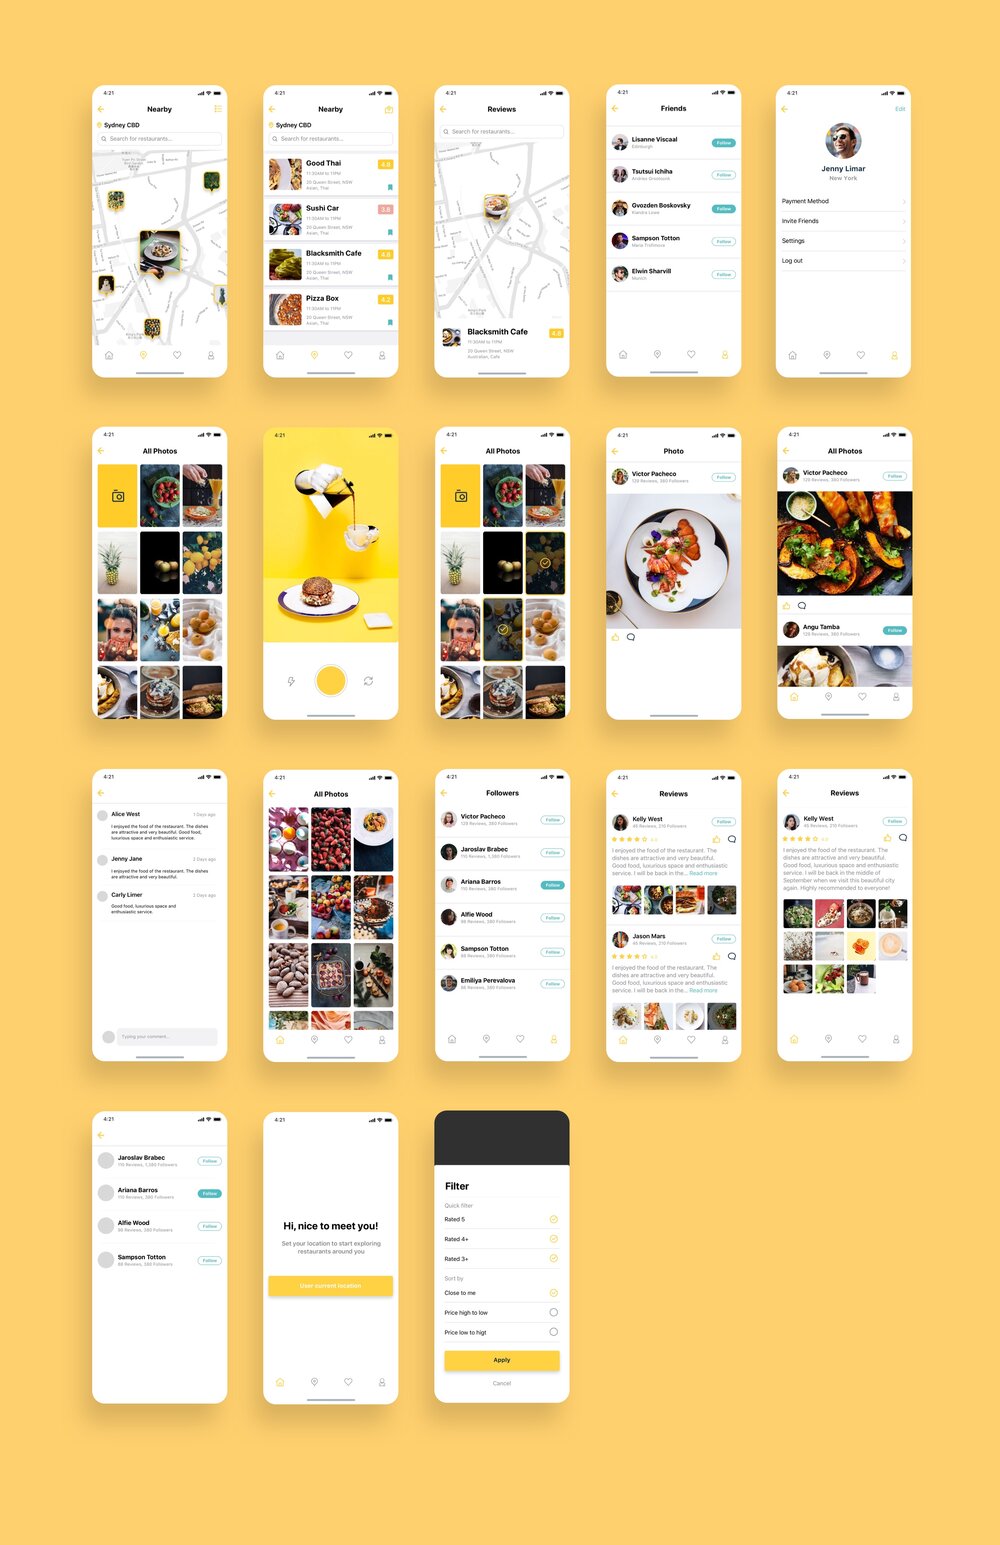 4:21
Nearby
Sydney CBD
Search for restaurants...
4:21
Nearby
Sydney CBD
Search for restaurants...
Good Thai
4.8
11:30AM to 11PM
20 Queen Street, NSW
Asian, Thai
Sushi Car
3.8
11:30AM to 11PM
20 Queen Street, NSW
Asian, Thai
Blacksmith Cafe
4.8
11:30AM to 11PM
20 Queen Street, NSW
Asian, Thai
Pizza Box
4.2
11:30AM to 11PM
20 Queen Street, NSW
Asian, Thai
4:21
Reviews
Search for restaurants...
Blacksmith Cafe
4.8
11:30AM to 11PM
20 Queen Street, NSW
Australian, Cafe
4:21
Friends
Lisanne Viscaal
Edinburgh
Follow
Tsutsui Ichiha
Follow
Gvozden Boskovsky
Follow
Sampson Totton
Follow
Elwin Sharvill
Munich
Follow
4:21
Edit
Jenny Limar
New York
Payment Method
Invite Friends
Settings
Log out
4:21
All Photos
4:21
4:21
All Photos
4:21
Photo
Victor Pacheco
129 Reviews, 380 Followers
Follow
4:21
All Photos
Victor Pacheco
129 Reviews, 380 Followers
Follow
Angu Tamba
129 Reviews, 380 Followers
Follow
4:21
Alice West
1 Days ago
I enjoyed the food of the restaurant. The dishes
are attractive and very beautiful. Good food,
luxurious space and enthusiastic service.
Jenny Jane
2 Days ago
I enjoyed the food of the restaurant. The
dishes are attractive and very beautiful.
Carly Limer
2 Days ago
Good food, luxurious space and
enthusiastic service.
Typing your comment...
4:21
All Photos
4:21
Followers
Victor Pacheco
129 Reviews, 380 Followers
Follow
Jaroslav Brabec
110 Reviews, 1,380 Followers
Follow
Ariana Barros
110 Reviews, 380 Followers
Follow
Alfie Wood
98 Reviews, 380 Followers
Follow
Sampson Totton
88 Reviews, 380 Followers
Follow
Emiliya Perevalova
86 Reviews, 380 Followers
Follow
4:21
Reviews
Kelly West
45 Reviews, 210 Followers
Follow
I enjoyed the food of the restaurant. The
dishes are attractive and very beautiful.
Good food, luxurious space and enthusiastic
service. I will be back in the... Read more
Jason Mars
45 Reviews, 210 Followers
Follow
I enjoyed the food of the restaurant. The
dishes are attractive and very beautiful.
Good food, luxurious space and enthusiastic
service. I will be back in the... Read more
4:21
Reviews
Kelly West
45 Reviews, 210 Followers
Follow
I enjoyed the food of the restaurant. The
dishes are attractive and very beautiful.
Good food, luxurious space and enthusiastic
service. I will be back in the middle of
September when we visit this beautiful city
again. Highly recommended to everyone!
4:21
Jaroslav Brabec
110 Reviews, 1,380 Followers
Follow
Ariana Barros
110 Reviews, 380 Followers
Follow
Alfie Wood
98 Reviews, 380 Followers
Follow
Sampson Totton
88 Reviews, 380 Followers
Follow
4:21
Hi, nice to meet you!
Set your location to start exploring
restaurants around you
User current location
Filter
Quick filter
Rated 5
Rated 4+
Rated 3+
Sort by
Close to me
Price high to low
Price low to higt
Apply
Cancel